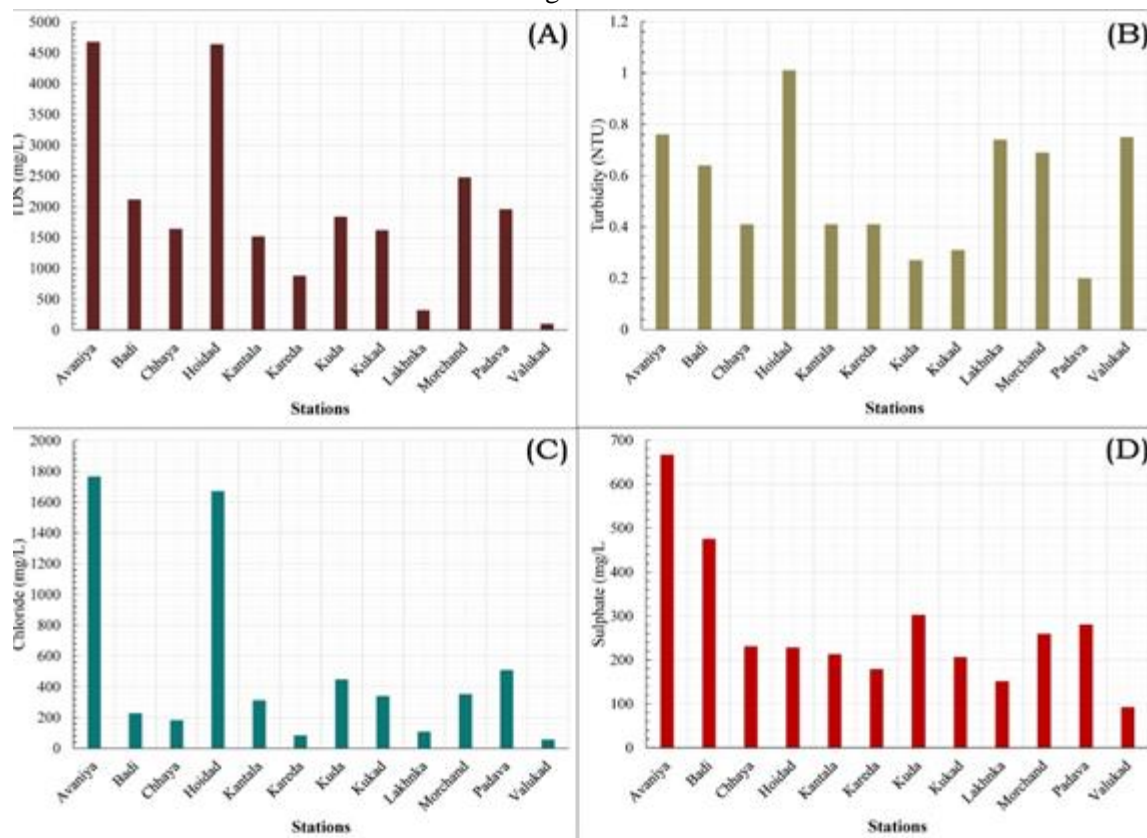 (A)
5000
4500
4000
3500
3000
2500
2000
1500
1000
500
0
TDS (mg/L)
Avaniya
Badi
Chhaya
Hoidad
Kantala
Kareda
Kuda
Kukad
Lakhnka
Morchand
Padava
Valukad
Stations
(B)
1.2
1
0.8
0.6
0.4
0.2
0
Turbidity (NTU)
Avaniya
Badi
Chhaya
Hoidad
Kantala
Kareda
Kuda
Kukad
Lakhnka
Morchand
Padava
Valukad
Stations
(C)
2000
1800
1600
1400
1200
1000
800
600
400
200
0
Chloride (mg/L)
Avaniya
Badi
Chhaya
Hoidad
Kantala
Kareda
Kuda
Kukad
Lakhnka
Morchand
Padava
Valukad
Stations
(D)
700
600
500
400
300
200
100
0
Sulphate (mg/L
Avaniya
Badi
Chhaya
Hoidad
Kantala
Kareda
Kuda
Kukad
Lakhnka
Morchand
Padava
Valukad
Stations